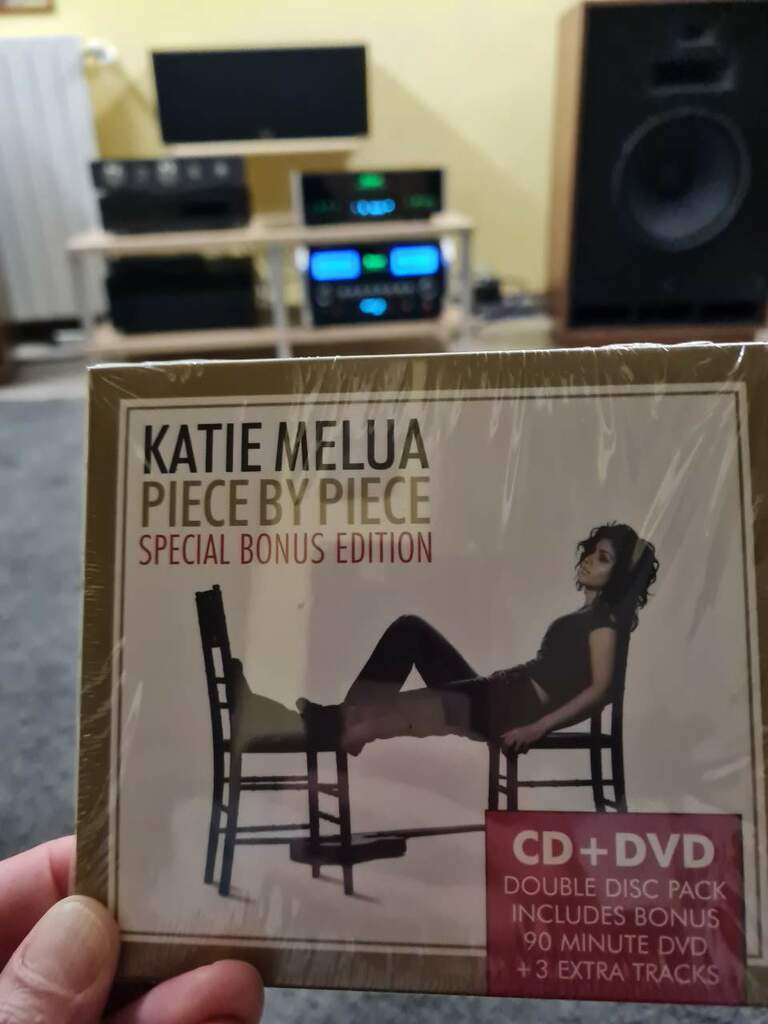 KATIE MELUA
PIECE BY PIECE
SPECIAL BONUS EDITION
CD+DVD
DOUBLE DISC PACK
INCLUDES BONUS
90 MINUTE DVD
+3 EXTRA TRACKS